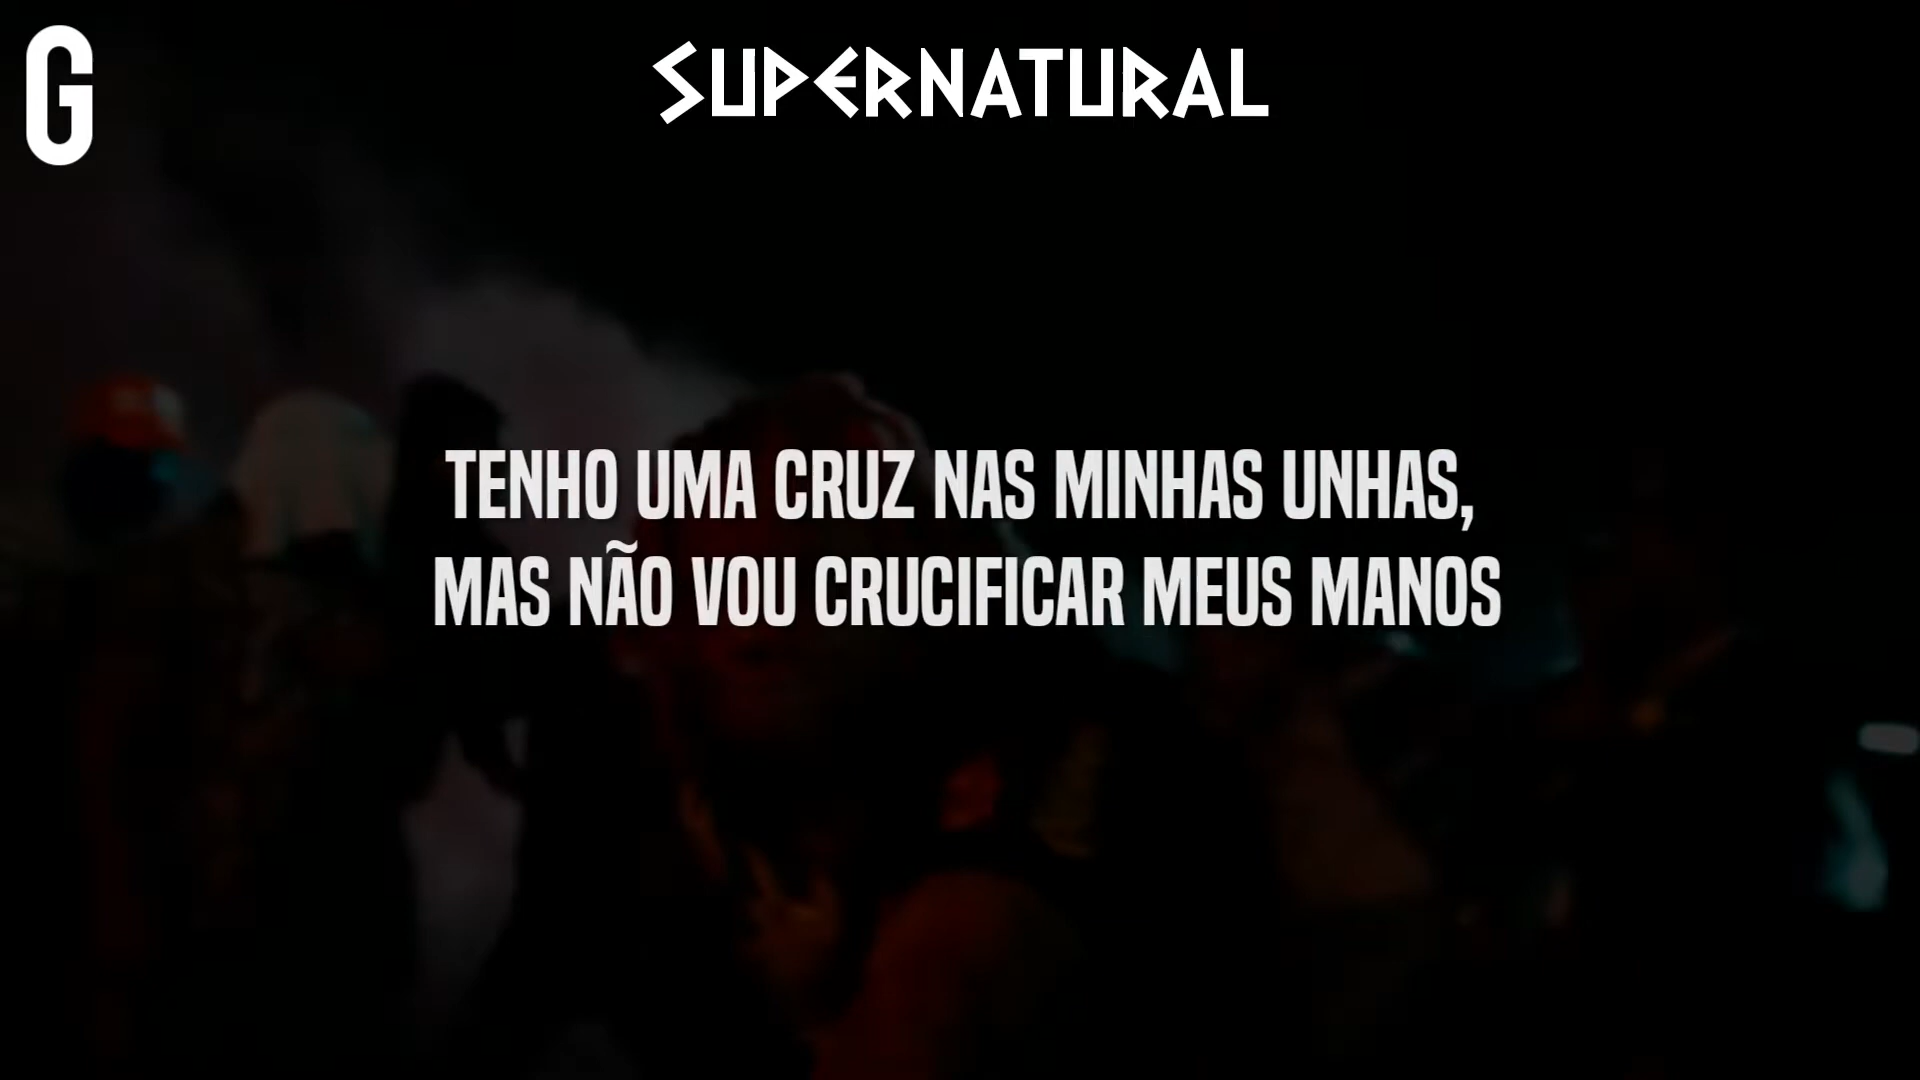 G
SUPERNATURAL
TENHO UMA CRUZ NAS MINHAS UNHAS,
MAS NÃO VOU CRUCIFICAR MEUS MANOS